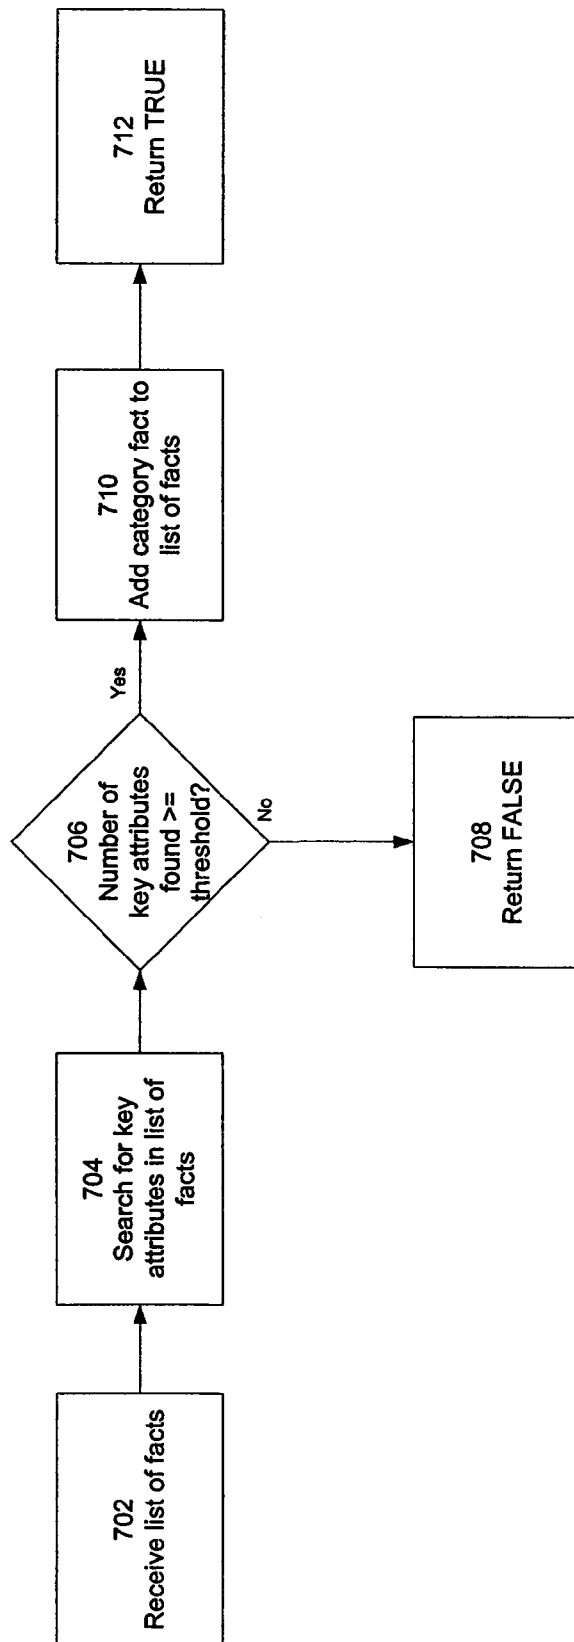 702
Receive list of facts
704
Search for key
attributes in list of
facts
706
Number of
key attributes
found >=
threshold?
Yes
No
710
Add category fact to
list of facts
712
Return TRUE
708
Return FALSE